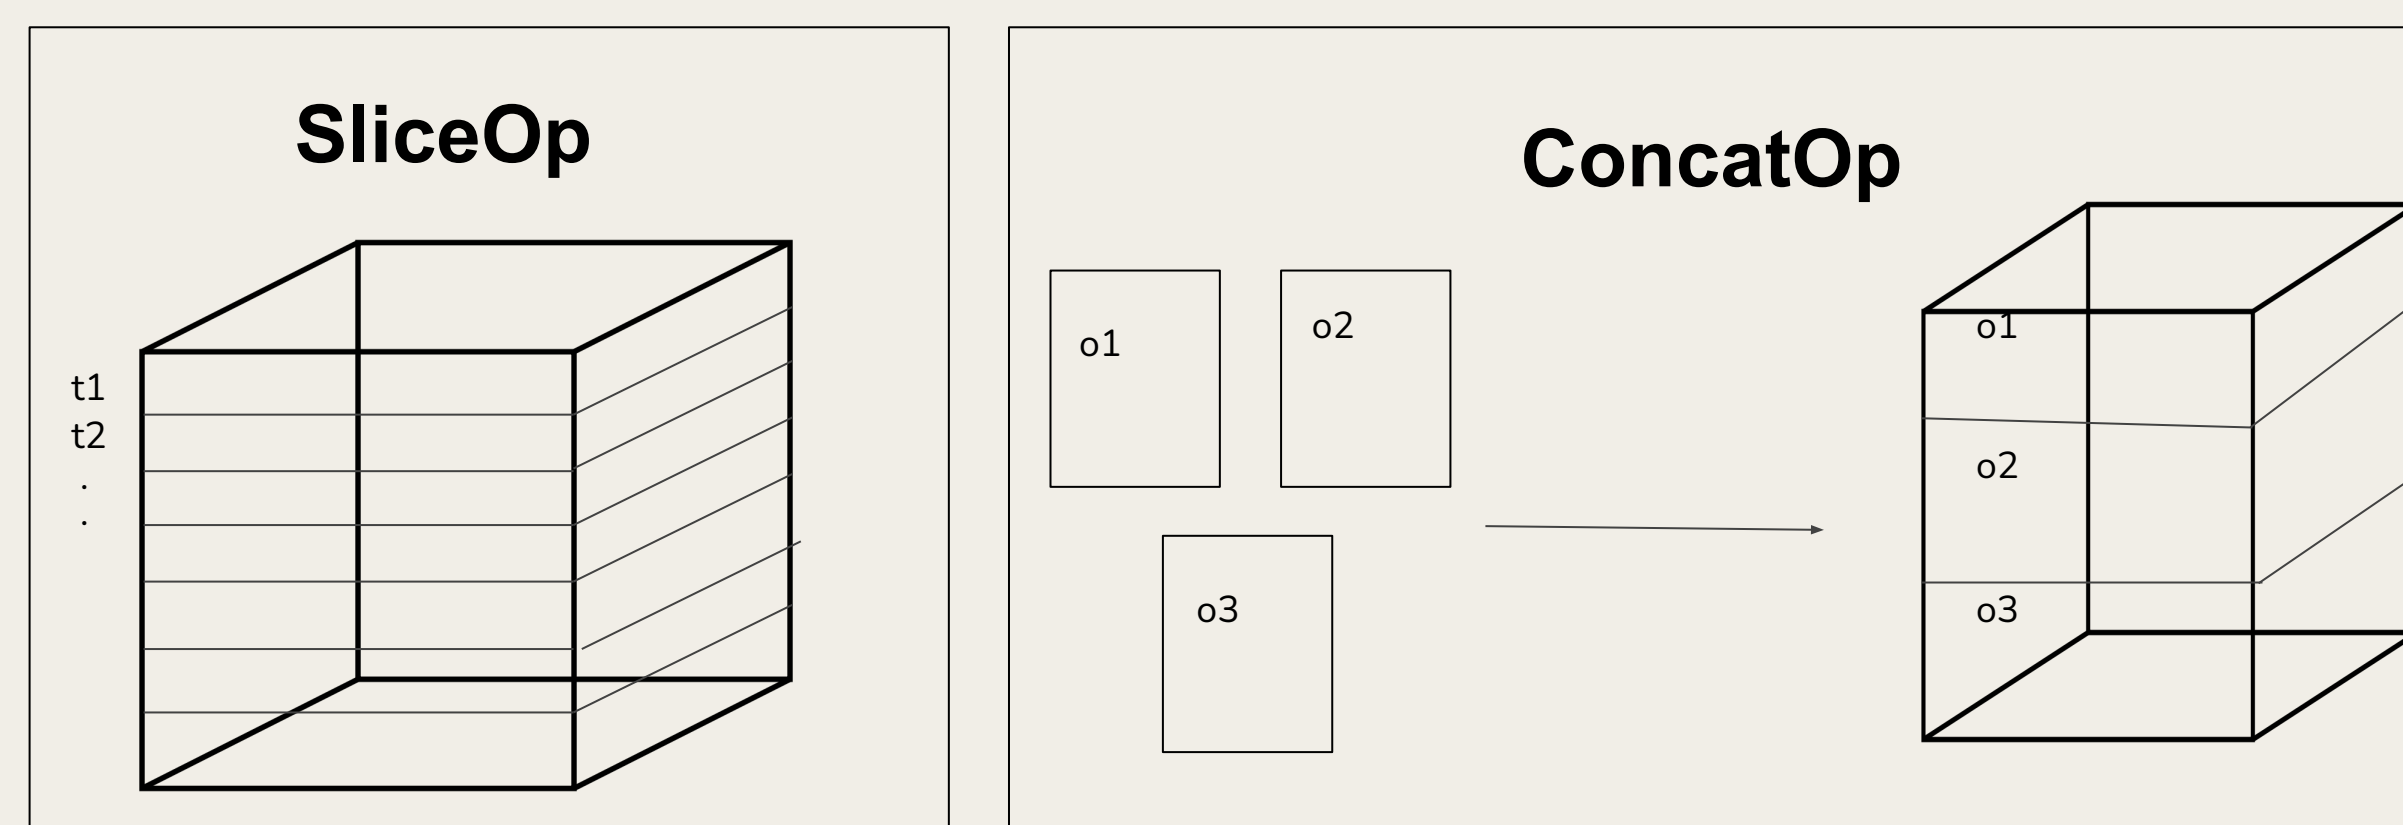 SliceOp
t1
t2
.
.
ConcatOp
o1
o2
o3
o1
o2
o3